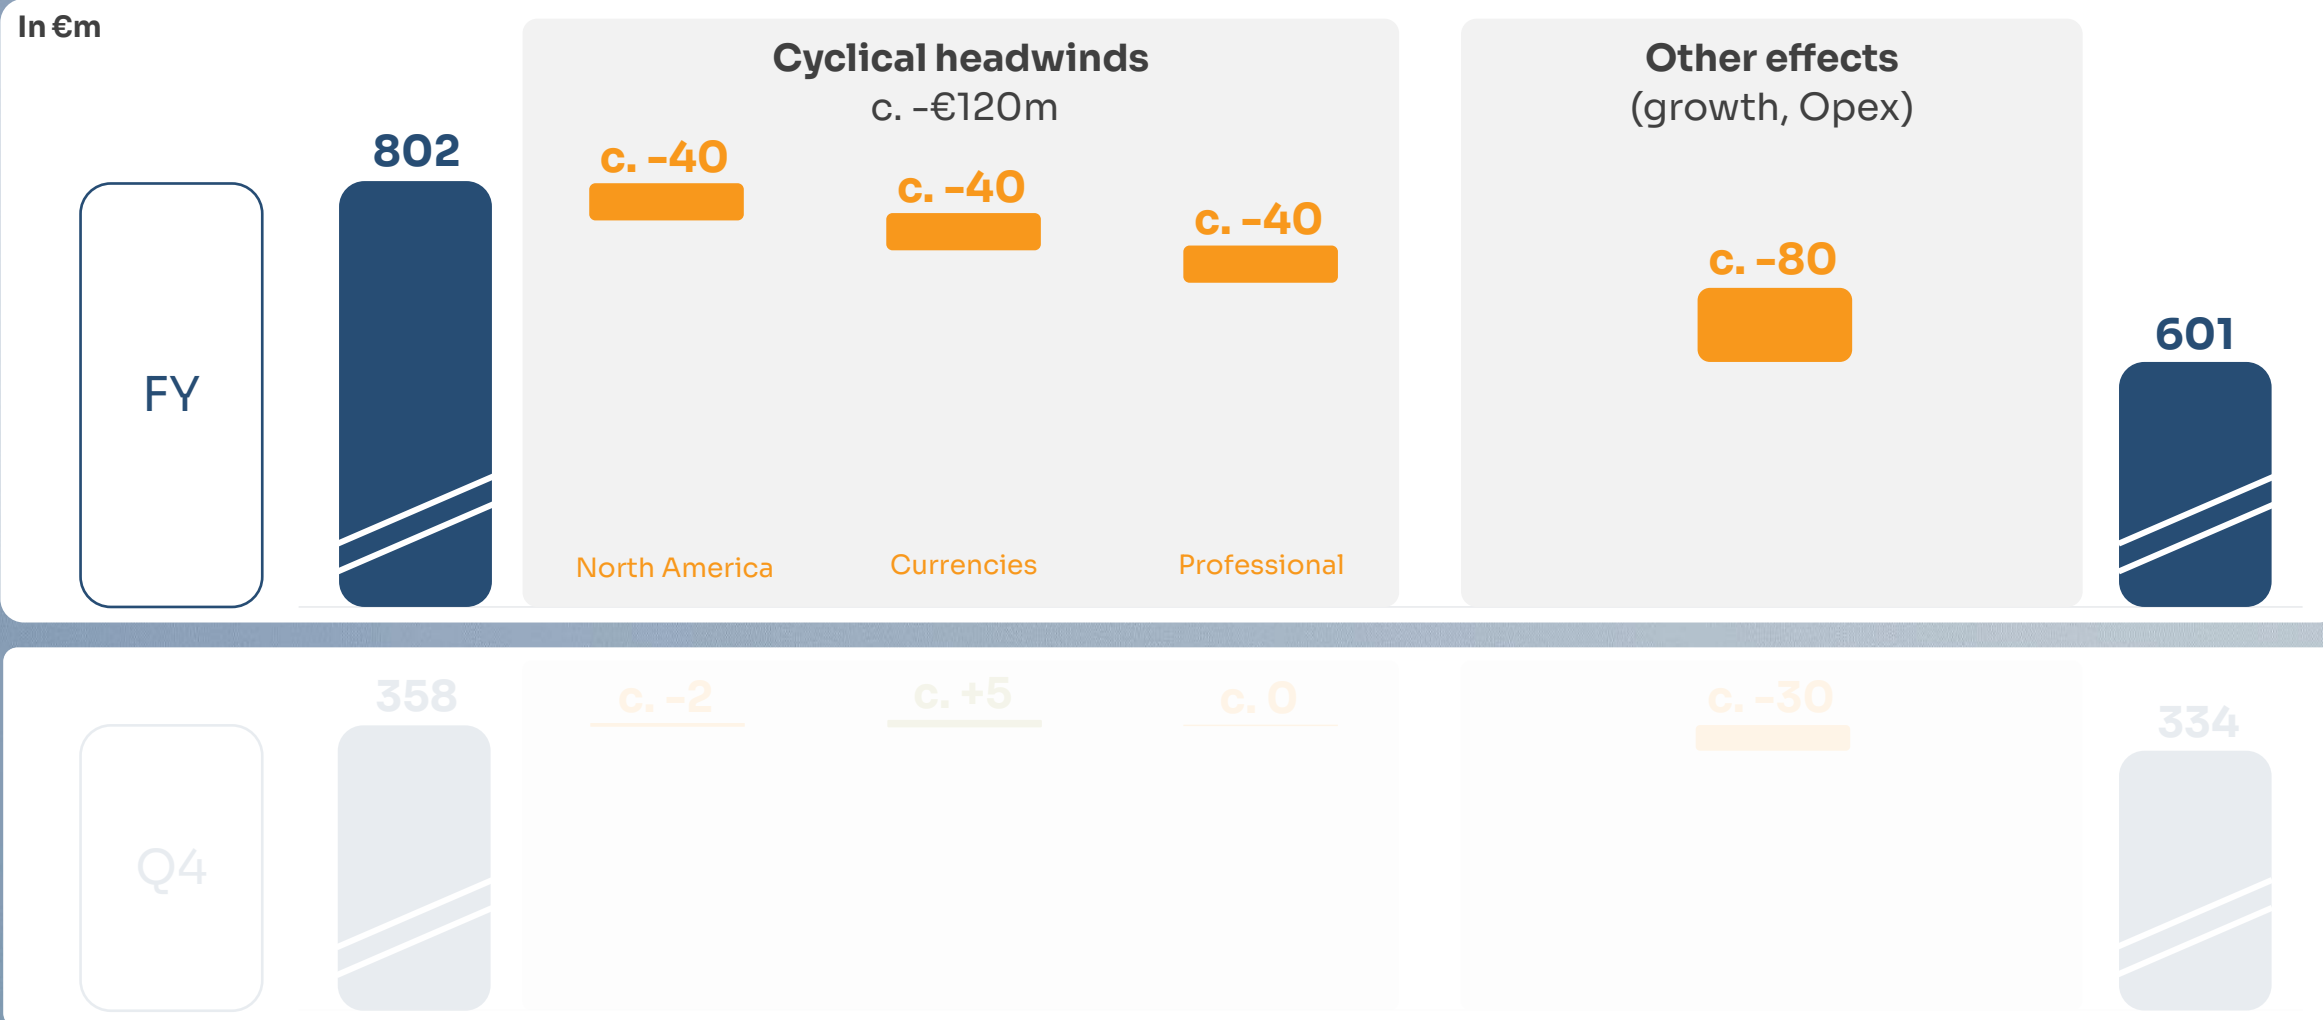 In €m
Cyclical headwinds
c. -€120m
Other effects
(growth, Opex)
FY
802
c. -40
c. -40
c. -40
c. -80
601
North America
Currencies
Professional
Q4
358
c. -2
c. +5
c. 0
c. -30
334